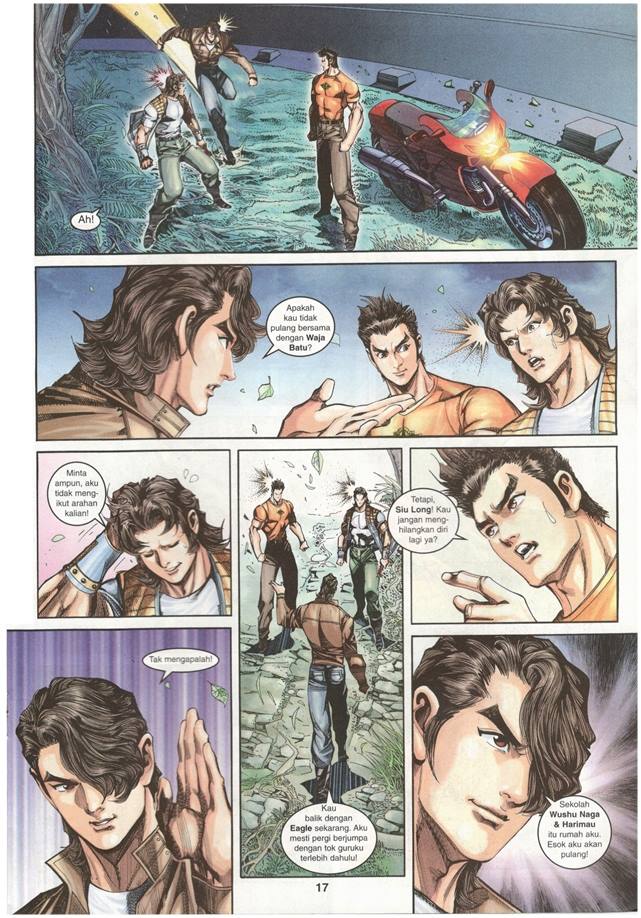 Ah!
Apakah
kau tidak
pulang bersama
dengan Waja
Batu?
Minta
ampun, aku
tidak meng-
ikut arahan
kalian!
Tetapi,
Siu Long! Kau
jangan meng-
hilangkan diri
lagi ya?
Tak mengapalah!
Kau
balik dengan
Eagle sekarang. Aku
mesti pergi berjumpa
dengan tok guruku
terlebih dahulu!
Sekolah
Wushu Naga
& Harimau
itu rumah aku.
Esok aku akan
pulang!
17